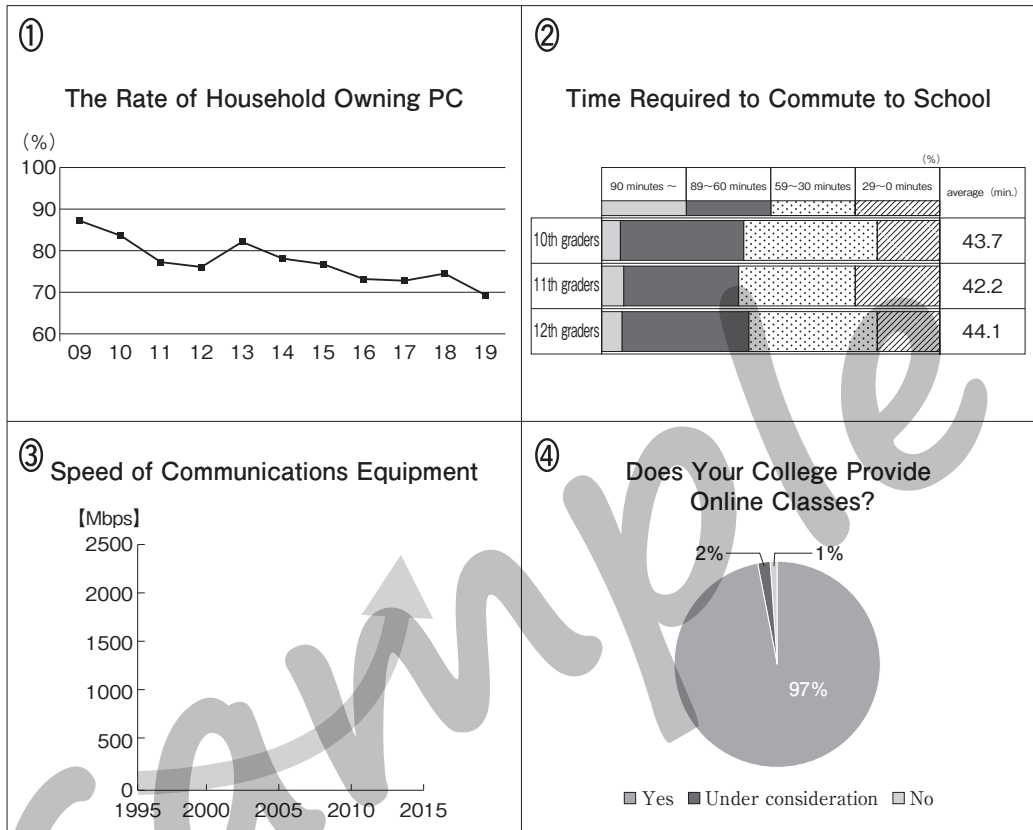 ①
The Rate of Household Owning PC
(%)
100
90
80
70
60
09 10 11 12 13 14 15 16 17 18 19
②
Time Required to Commute to School
(%)
90 minutes ～ 89～60 minutes 59～30 minutes 29～0 minutes average (min.)
10th graders 43.7
11th graders 42.2
12th graders 44.1
③
Speed of Communications Equipment
【Mbps】
2500
2000
1500
1000
500
0
1995 2000 2005 2010 2015
④
Does Your College Provide
Online Classes?
2% 1%
97%
Yes Under consideration No